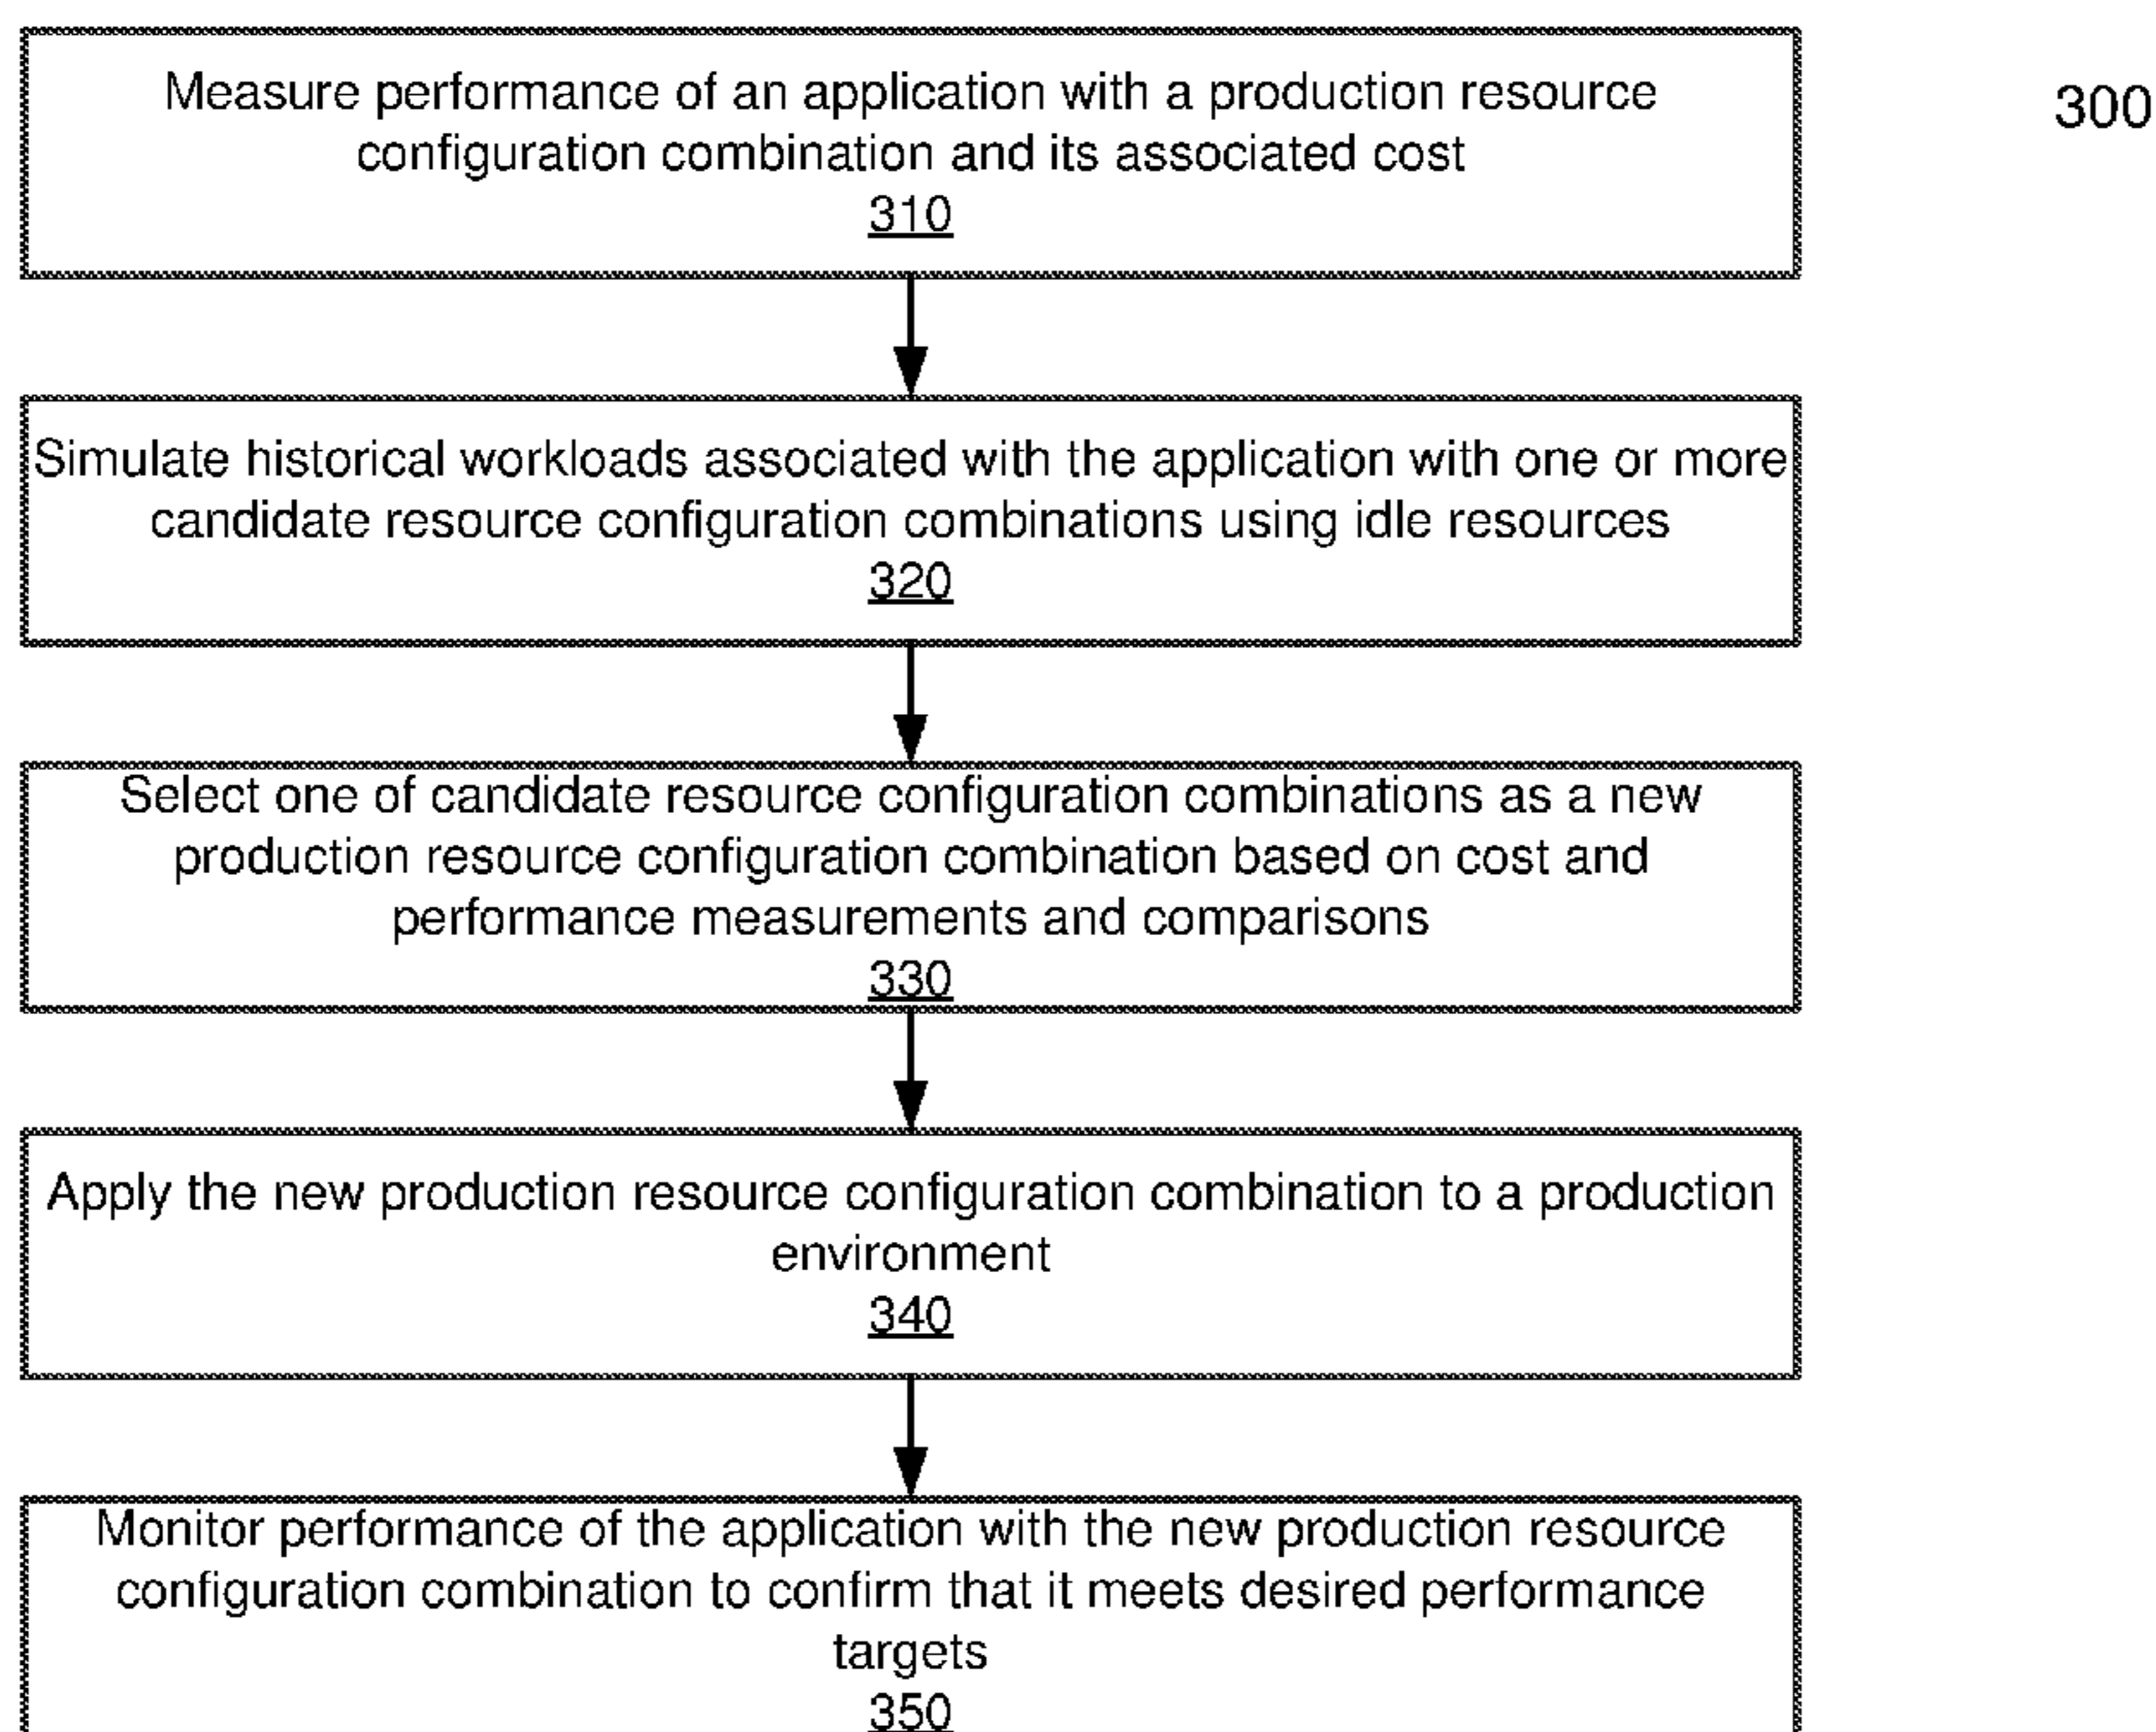 Measure performance of an application with a production resource
configuration combination and its associated cost
310
300
Simulate historical workloads associated with the application with one or more
candidate resource configuration combinations using idle resources
320
Select one of candidate resource configuration combinations as a new
production resource configuration combination based on cost and
performance measurements and comparisons
330
Apply the new production resource configuration combination to a production
environment
340
Monitor performance of the application with the new production resource
configuration combination to confirm that it meets desired performance
targets
350